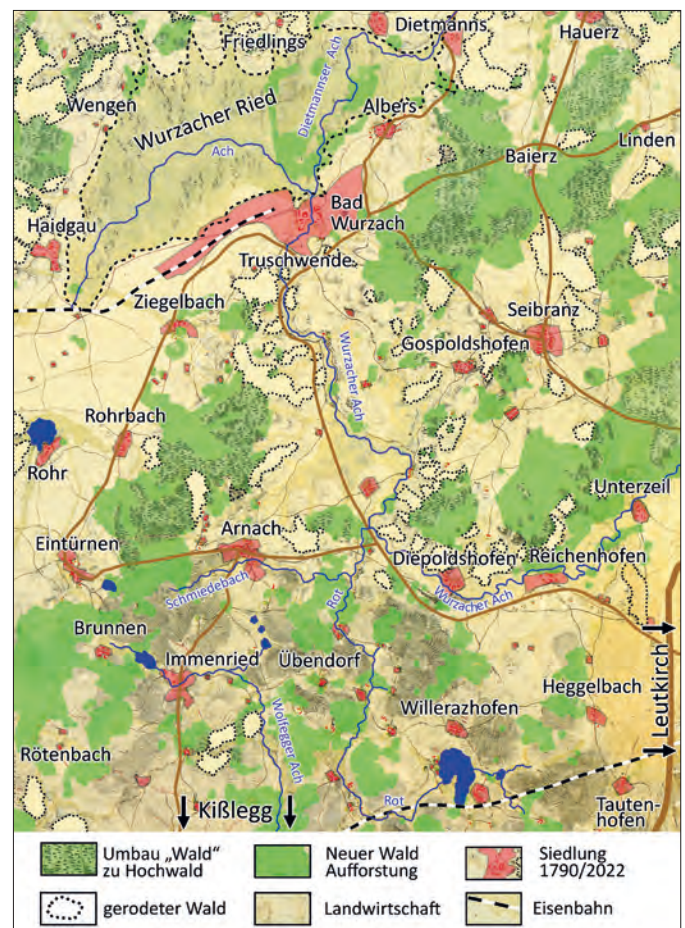 Dietmanns
Hauerz
Friedlings
Dietmannser Ach
Wengen
Wurzacher Ried
Albers
Linden
Ach
Baierz
Bad
Wurzach
Haidgau
Truschwende
Ziegelbach
Seibranz
Gospoldshofen
Wurzacher Ach
Rohrbach
Rohr
Unterzeil
Arnach
Eintürnen
Diepoldshofen
Reichenhofen
Schmiedebach
Rot
Wurzacher Ach
Brunnen
Immenried
Übendorf
Heggelbach
Leutkirch
Willerazhofen
Wolfegger Ach
Rötenbach
Rot
Kißlegg
Tauten-
hofen
Umbau „Wald“
zu Hochwald
Neuer Wald
Aufforstung
Siedlung
1790/2022
gerodeter Wald
Landwirtschaft
Eisenbahn